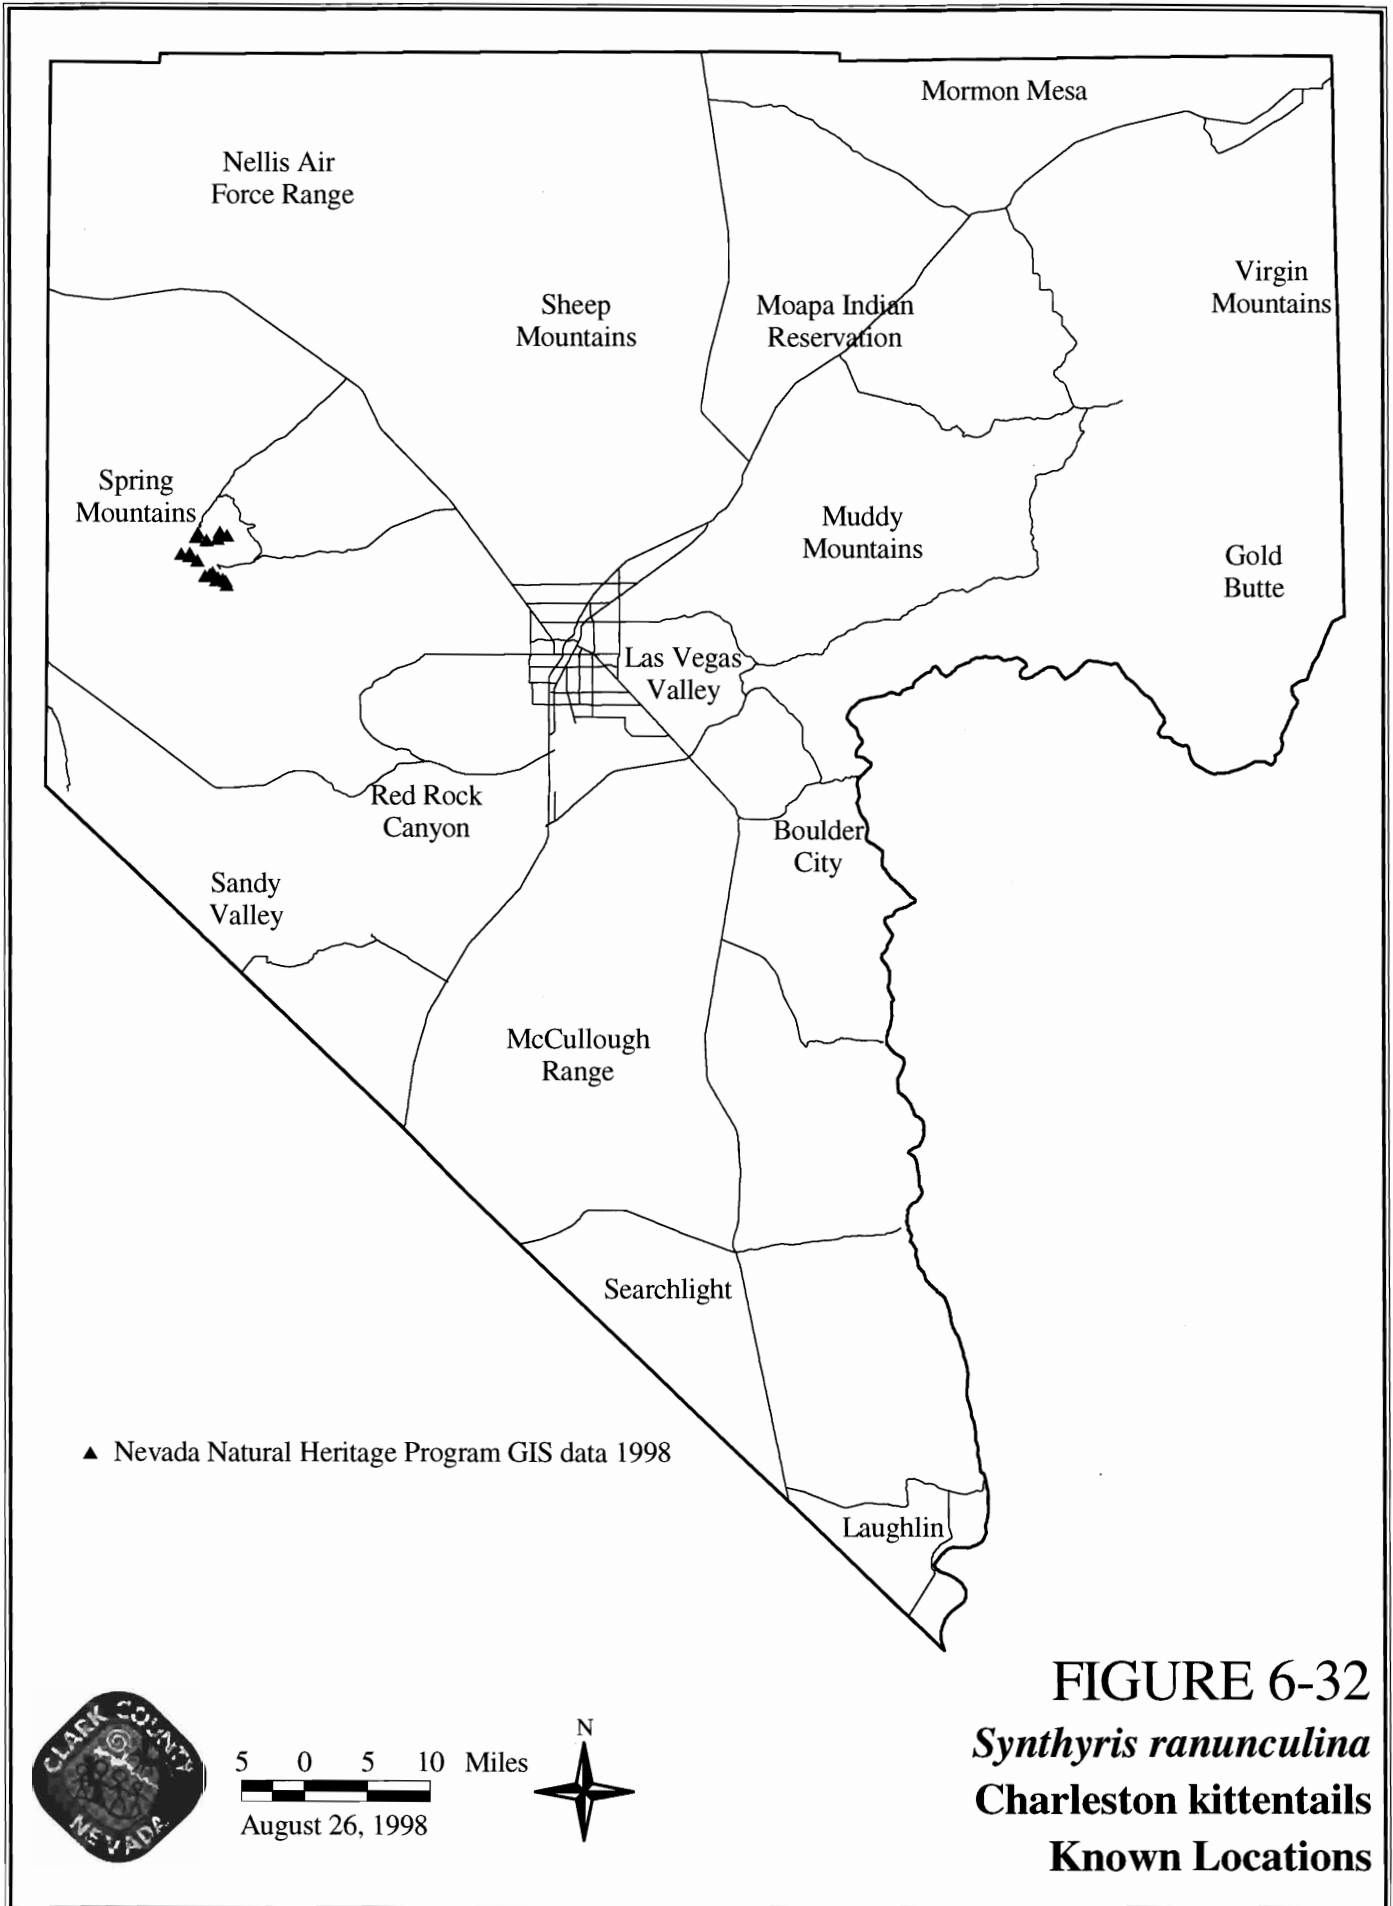 Mormon Mesa
Nellis Air
Force Range
Virgin
Mountains
Sheep
Mountains
Moapa Indian
Reservation
Spring
Mountains
Muddy
Mountains
Gold
Butte
Las Vegas
Valley
Red Rock
Canyon
Boulder
City
Sandy
Valley
McCullough
Range
Searchlight
▲ Nevada Natural Heritage Program GIS data 1998
Laughlin
FIGURE 6-32
Synthyris ranunculina
Charleston kittentails
Known Locations
CLARK COUNTY
NEVADA
5 0 5 10 Miles
August 26, 1998
N